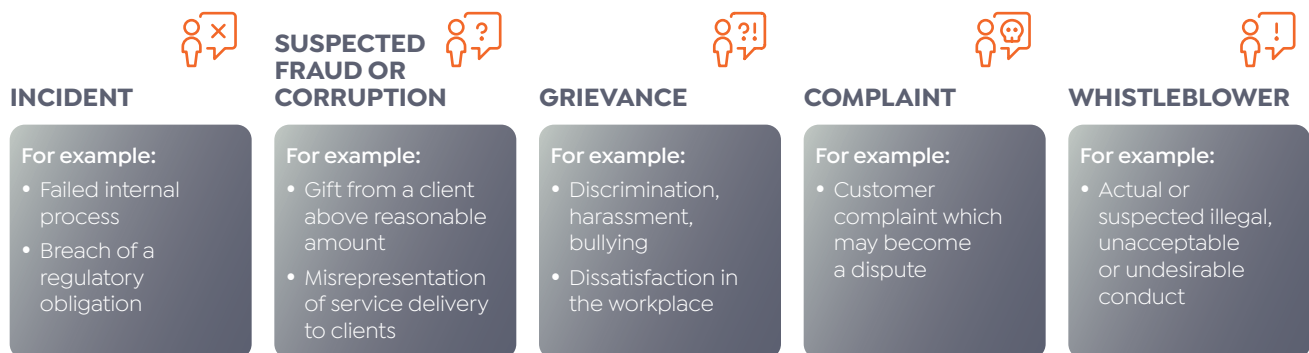 INCIDENT
For example:
• Failed internal
process
• Breach of a
regulatory
obligation
?
SUSPECTED
FRAUD OR
CORRUPTION
For example:
• Gift from a client
above reasonable
amount
• Misrepresentation
of service delivery
to clients
?!
GRIEVANCE
For example:
• Discrimination,
harassment,
bullying
• Dissatisfaction in
the workplace
COMPLAINT
For example:
• Customer
complaint which
may become
a dispute
!
WHISTLEBLOWER
For example:
• Actual or
suspected illegal,
unacceptable
or undesirable
conduct